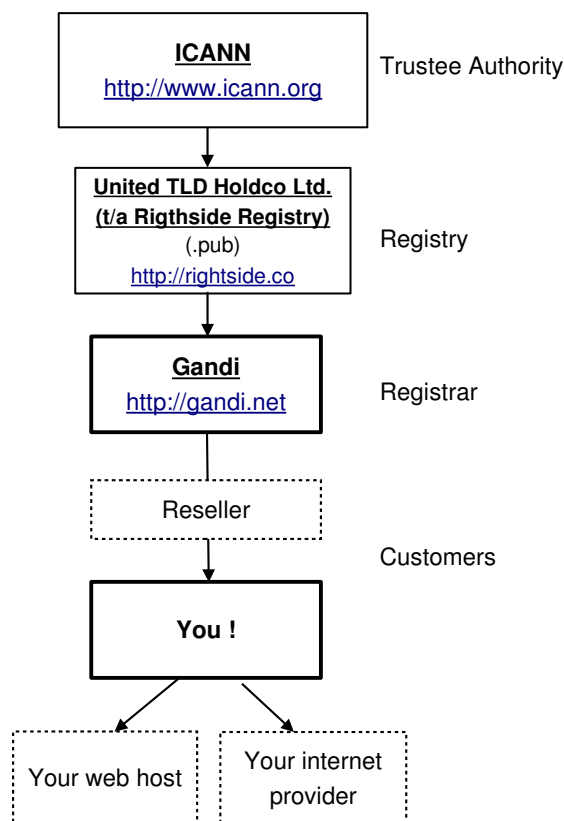 ICANN
http://www.icann.org
Trustee Authority
United TLD Holdco Ltd.
(t/a Rigthside Registry)
(.pub)
http://rightside.co
Registry
Gandi
http://gandi.net
Registrar
Reseller
Customers
You !
Your web host
Your internet
provider